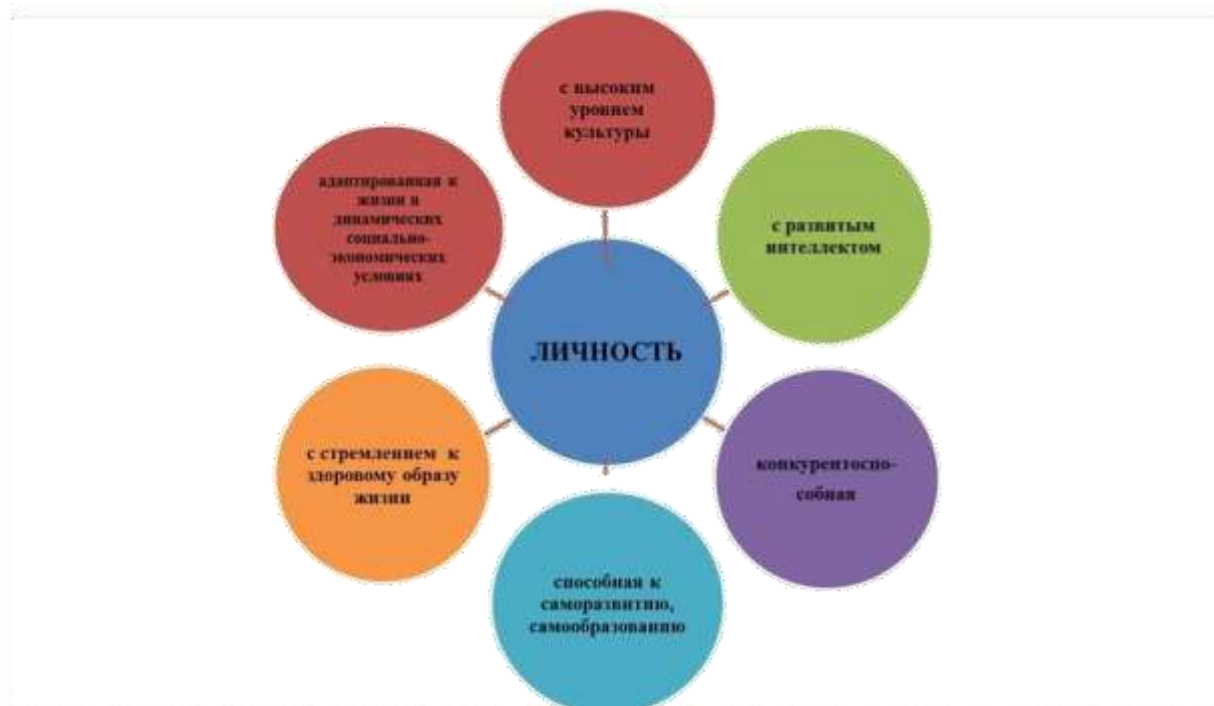 с высоким
уровнем
культуры
с развитым
интеллектом
конкурентоспо-
собная
способная к
саморазвитию,
самообразованию
с стремлением к
здоровому образу
жизни
адаптированная к
жизни в
динамических
социально-
экономических
условиях
ЛИЧНОСТЬ